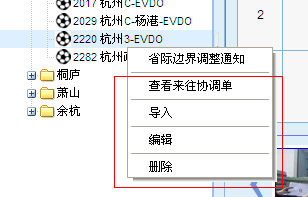 2017 杭州C-EVDO
2029 杭州C-杨港-EVDO
2220 杭州3-EVDO
2282 杭州
桐庐
萧山
余杭
省际边界调整通知
查看来往协调单
导入
编辑
删除
2